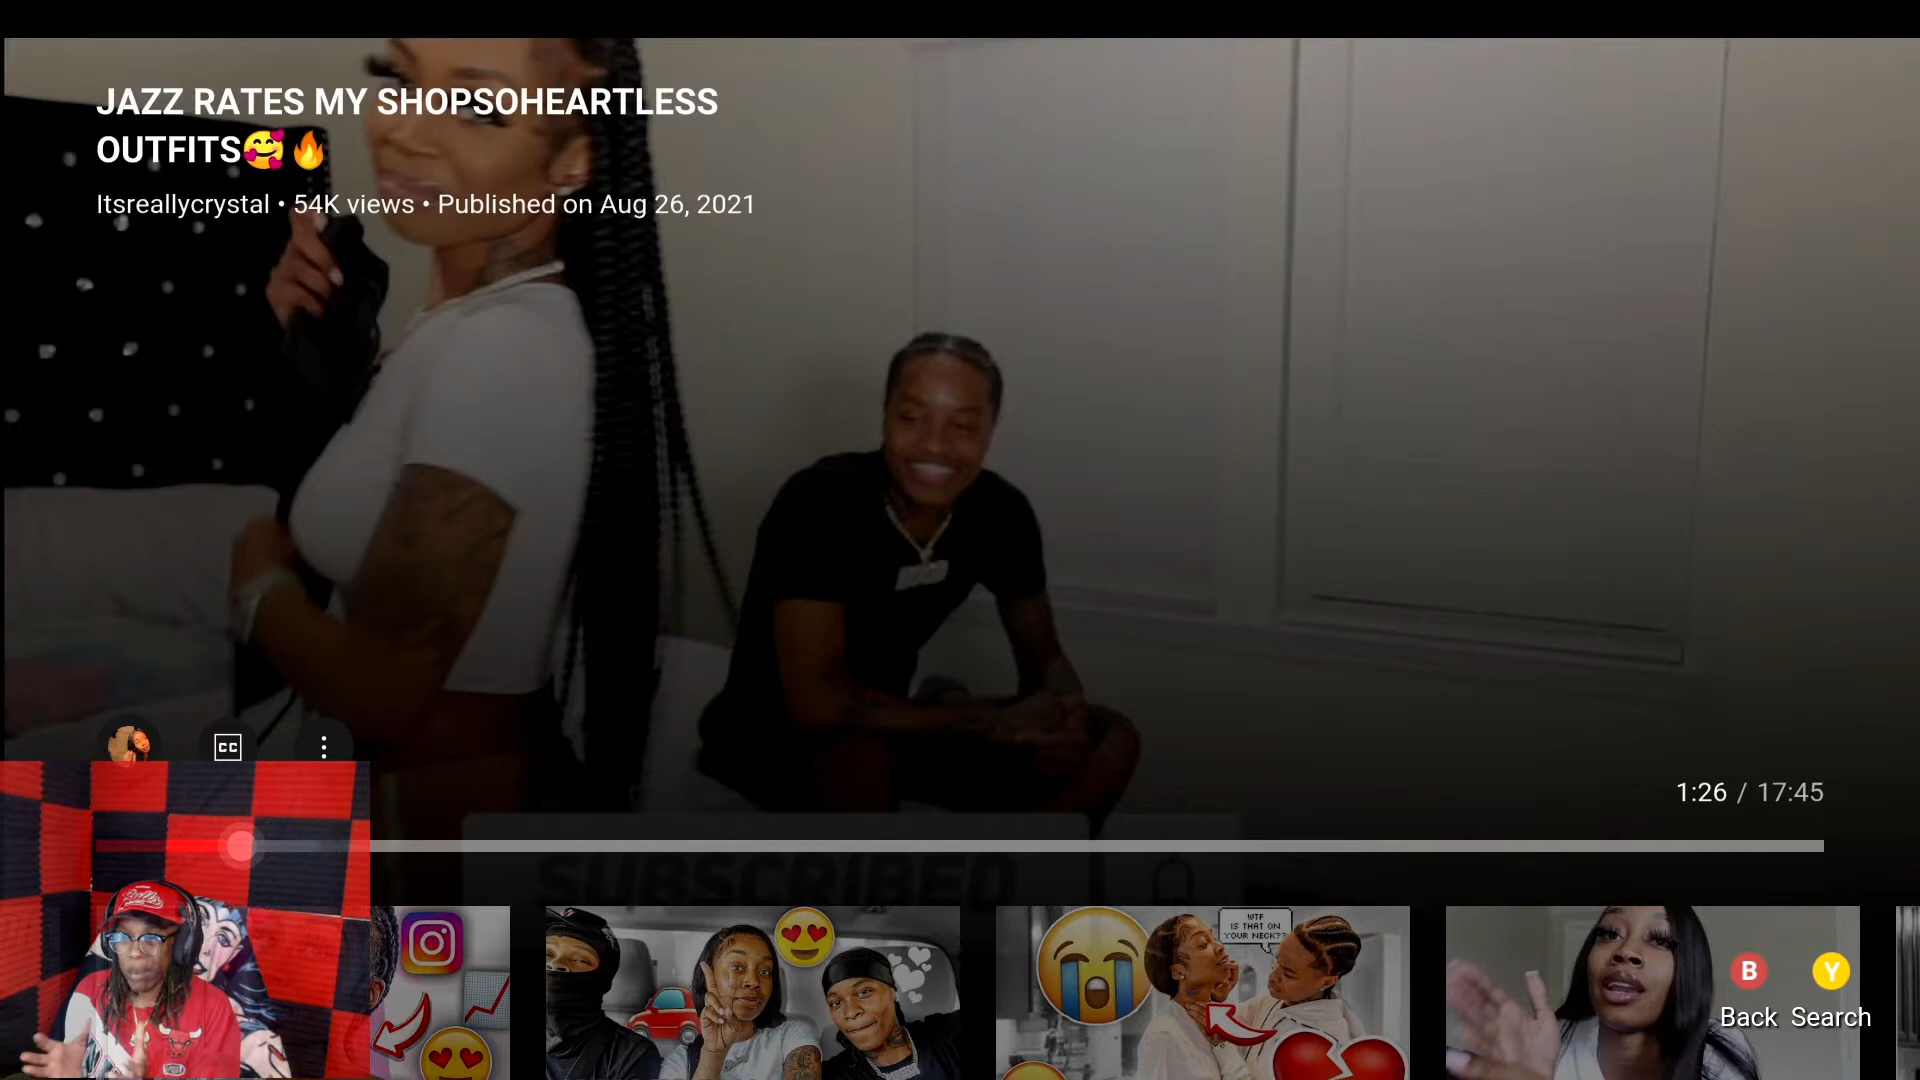 JAZZ RATES MY SHOPSOHEARTLESS
OUTFITS🥰🔥
Itsreallycrystal • 54K views • Published on Aug 26, 2021
CC
1:26 / 17:45
SUBSCRIBED
WTF
IS THAT ON
YOUR NECK??
B Y
Back Search